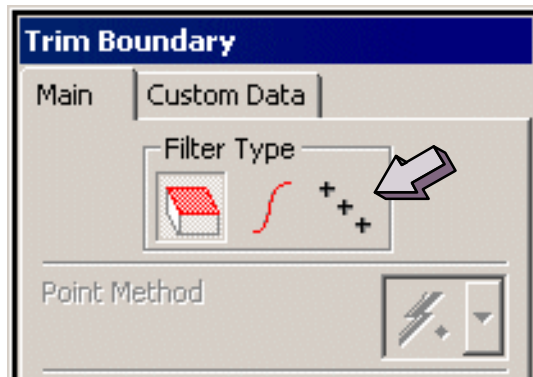 Trim Boundary
Main Custom Data
Filter Type
Point Method